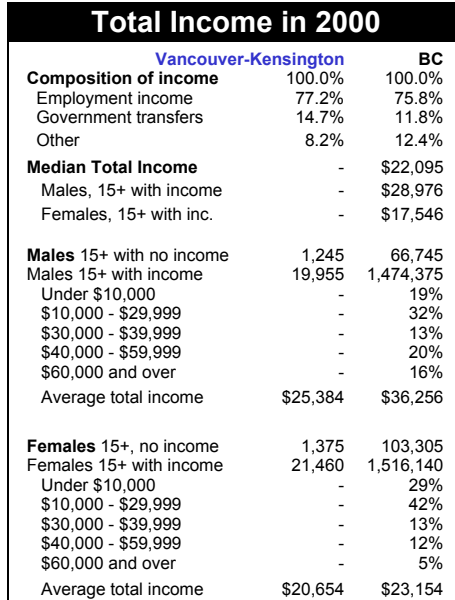 Total Income in 2000
Vancouver-Kensington BC
Composition of income 100.0% 100.0%
Employment income 77.2% 75.8%
Government transfers 14.7% 11.8%
Other 8.2% 12.4%
Median Total Income - $22,095
Males, 15+ with income - $28,976
Females, 15+ with inc. - $17,546
Males 15+ with no income 1,245 66,745
Males 15+ with income 19,955 1,474,375
Under $10,000 - 19%
$10,000 - $29,999 - 32%
$30,000 - $39,999 - 13%
$40,000 - $59,999 - 20%
$60,000 and over - 16%
Average total income $25,384 $36,256
Females 15+, no income 1,375 103,305
Females 15+ with income 21,460 1,516,140
Under $10,000 - 29%
$10,000 - $29,999 - 42%
$30,000 - $39,999 - 13%
$40,000 - $59,999 - 12%
$60,000 and over - 5%
Average total income $20,654 $23,154